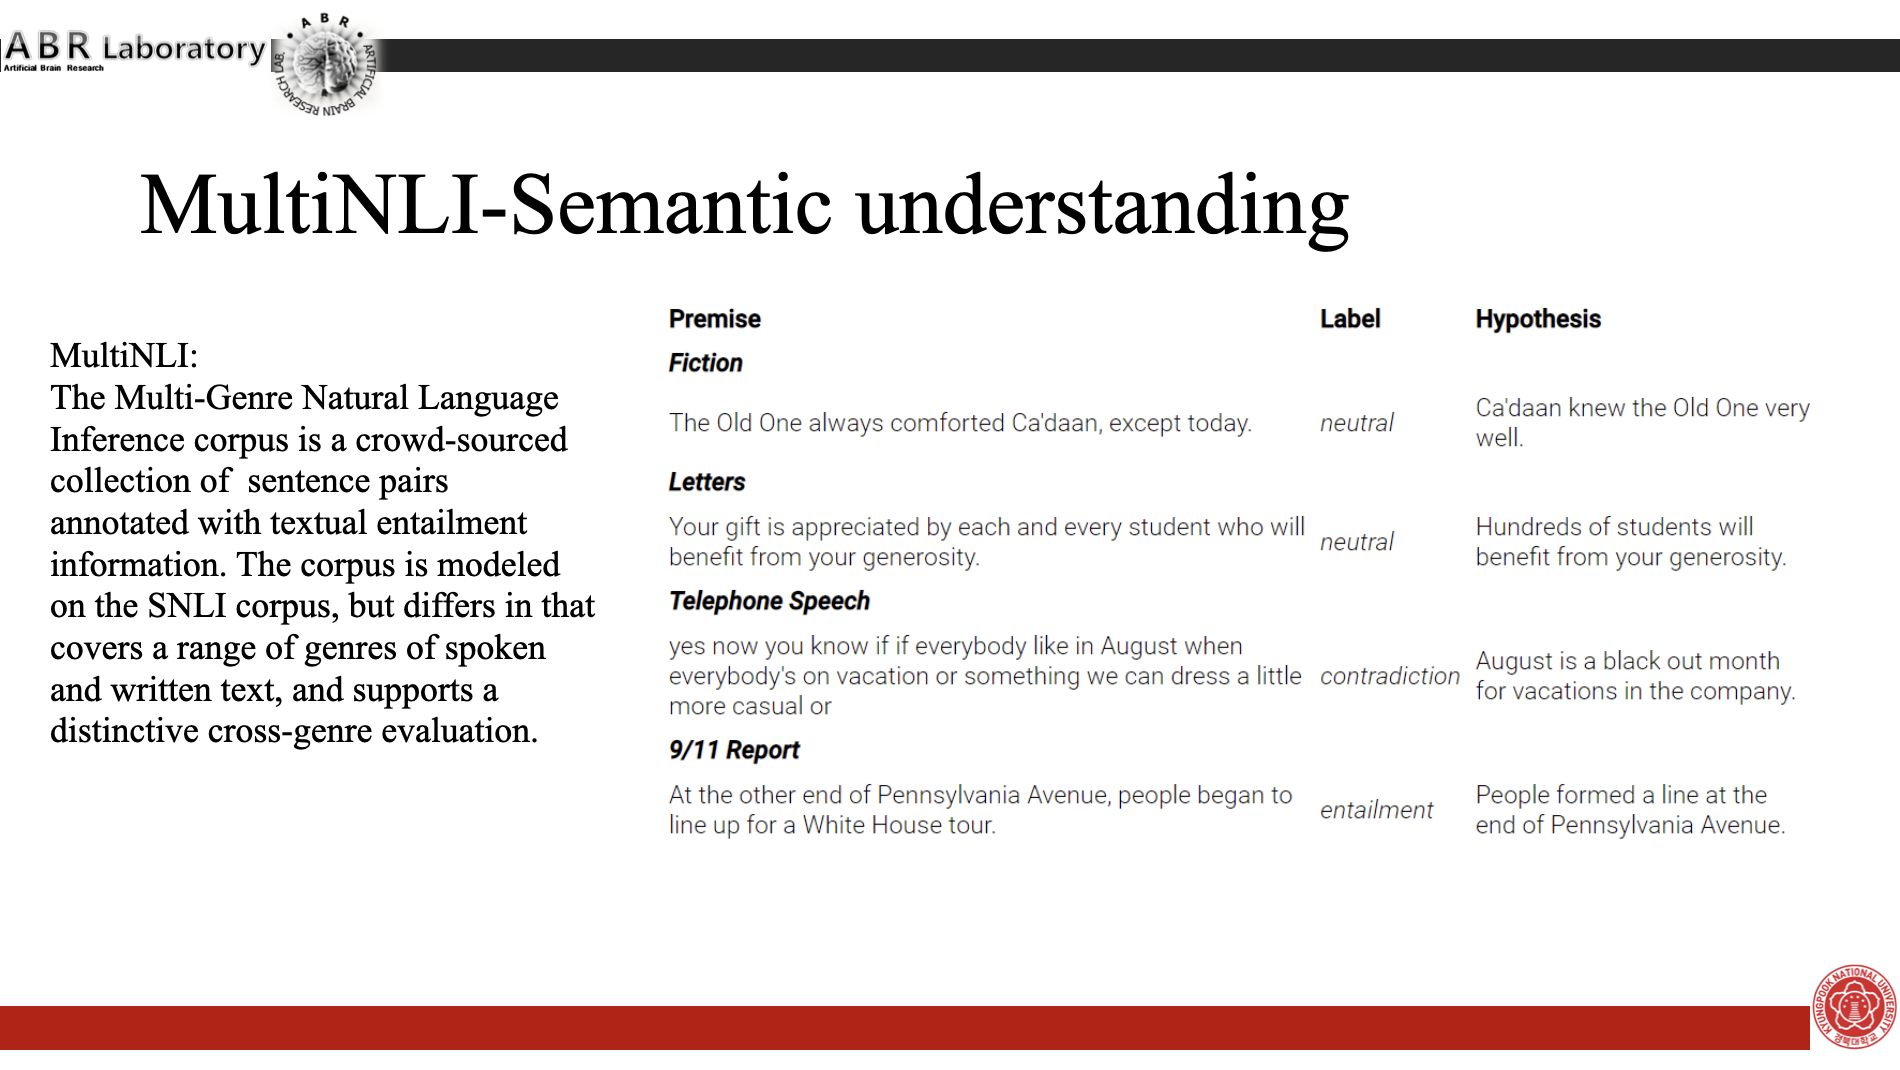 ABR Laboratory
Artificial Brain Research
A B R
ARTIFICIAL BRAIN RESEARCH LAB.
MultiNLI-Semantic understanding
MultiNLI:
The Multi-Genre Natural Language
Inference corpus is a crowd-sourced
collection of  sentence pairs
annotated with textual entailment
information. The corpus is modeled
on the SNLI corpus, but differs in that
covers a range of genres of spoken
and written text, and supports a
distinctive cross-genre evaluation.
Premise Label Hypothesis
Fiction
The Old One always comforted Ca'daan, except today. neutral Ca'daan knew the Old One very
well.
Letters
Your gift is appreciated by each and every student who will
benefit from your generosity.
neutral
Hundreds of students will
benefit from your generosity.
Telephone Speech
yes now you know if if everybody like in August when
everybody's on vacation or something we can dress a little
more casual or
contradiction
August is a black out month
for vacations in the company.
9/11 Report
At the other end of Pennsylvania Avenue, people began to
line up for a White House tour.
entailment
People formed a line at the
end of Pennsylvania Avenue.
KYUNGPOOK NATIONAL UNIVERSITY
경북대학교